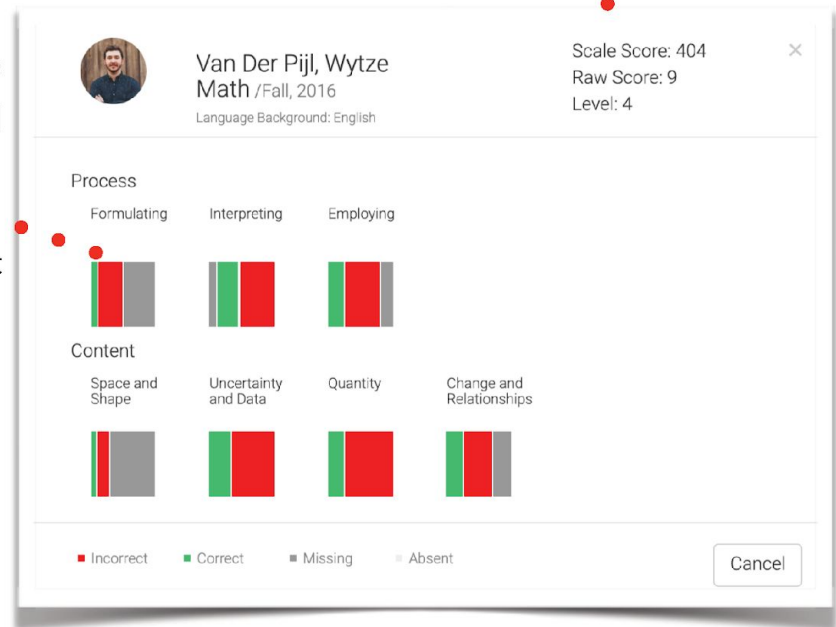 Van Der Pijl, Wytze
Math /Fall, 2016
Language Background: English
Scale Score: 404
Raw Score: 9
Level: 4
×
Process
Formulating Interpreting Employing
Content
Space and Shape
Uncertainty and Data
Quantity
Change and Relationships
Incorrect Correct Missing Absent
Cancel